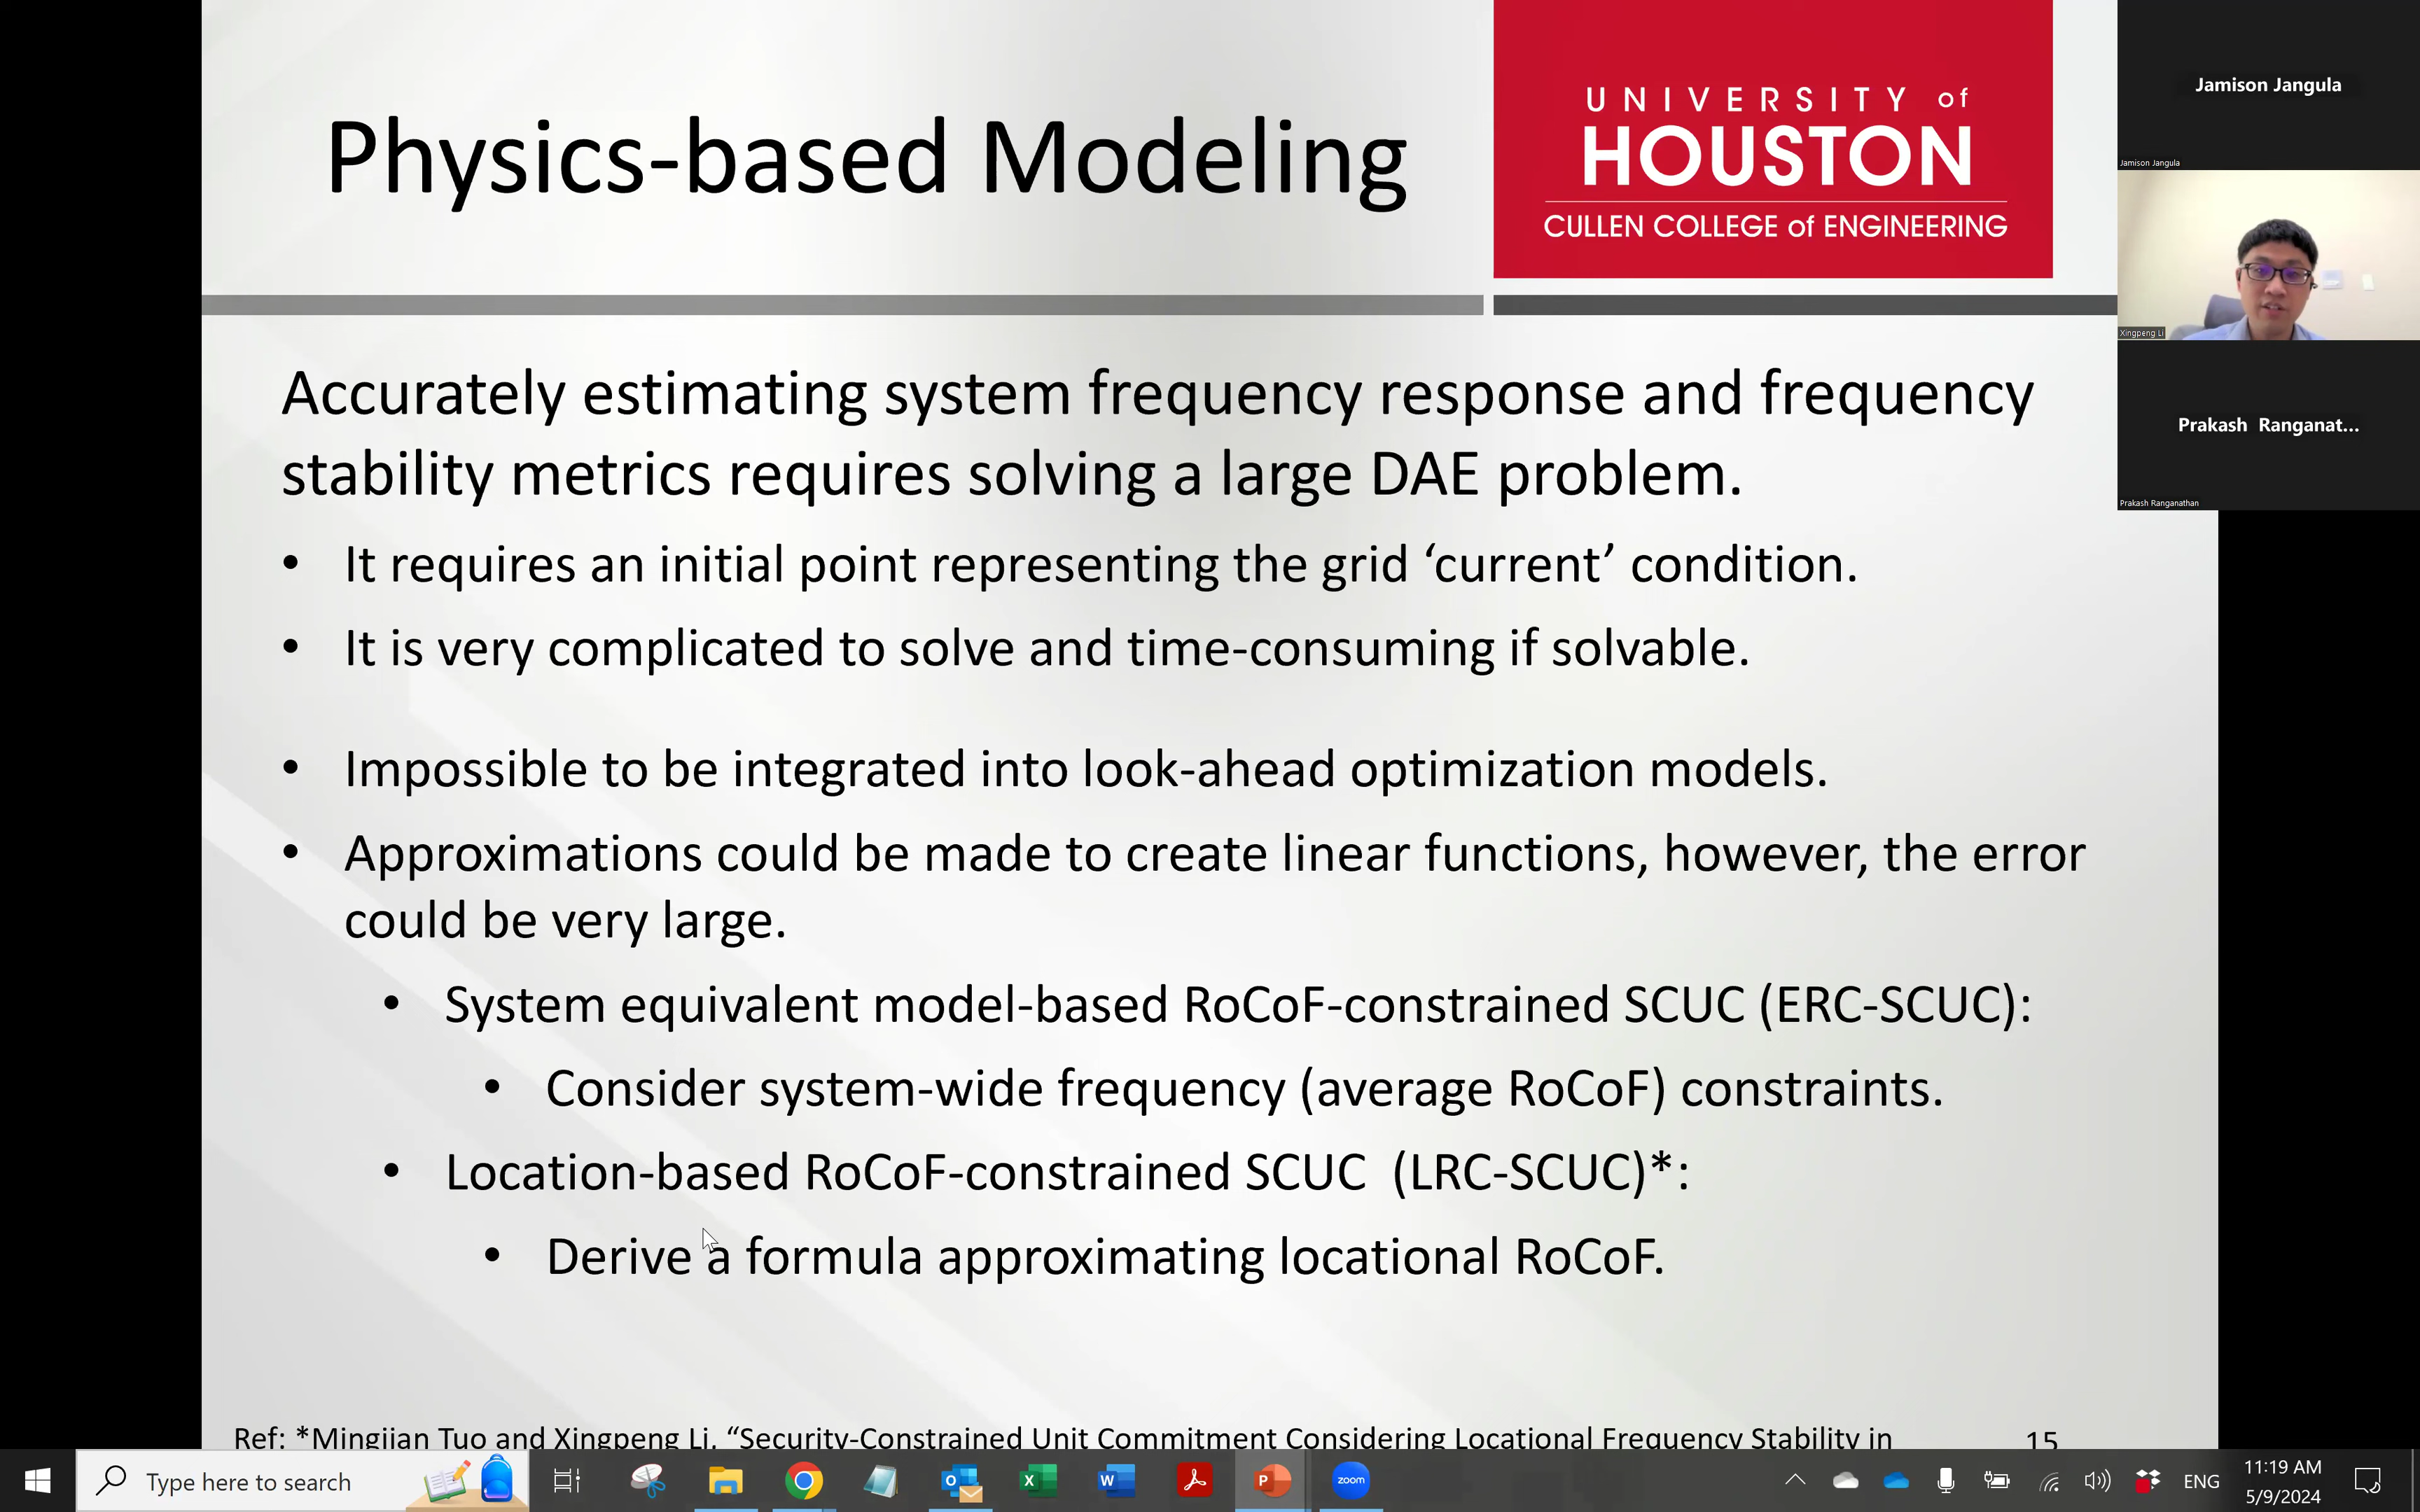 Physics-based Modeling
UNIVERSITY of
HOUSTON
CULLEN COLLEGE of ENGINEERING
Jamison Jangula
Jamison Jangula
Xingpeng Li
Prakash Ranganat...
Prakash Ranganathan
Accurately estimating system frequency response and frequency
stability metrics requires solving a large DAE problem.
• It requires an initial point representing the grid ‘current’ condition.
• It is very complicated to solve and time-consuming if solvable.
• Impossible to be integrated into look-ahead optimization models.
• Approximations could be made to create linear functions, however, the error
could be very large.
• System equivalent model-based RoCoF-constrained SCUC (ERC-SCUC):
• Consider system-wide frequency (average RoCoF) constraints.
• Location-based RoCoF-constrained SCUC (LRC-SCUC)*:
• Derive a formula approximating locational RoCoF.
Ref: *Mingjian Tuo and Xingpeng Li, “Security-Constrained Unit Commitment Considering Locational Frequency Stability in
15
Type here to search
zoom
ENG
11:19 AM
5/9/2024